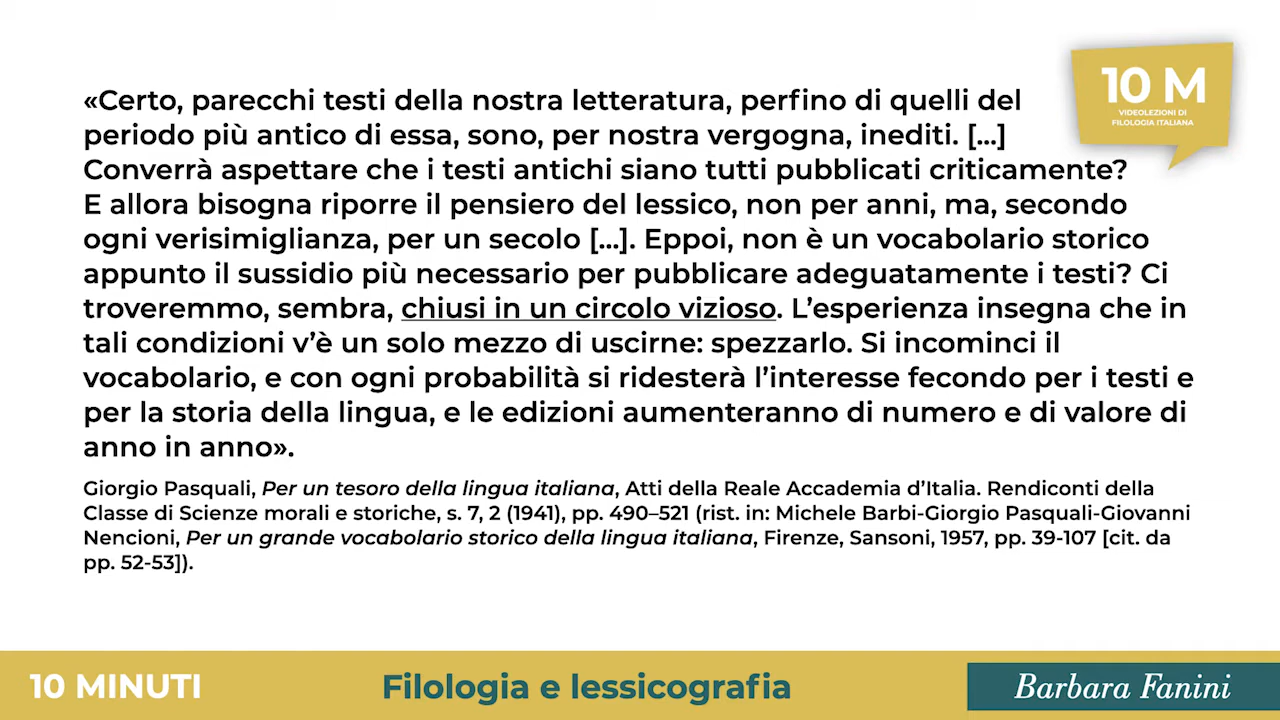 10 M
VIDEOLEZIONI DI
FILOLOGIA ITALIANA
«Certo, parecchi testi della nostra letteratura, perfino di quelli del
periodo più antico di essa, sono, per nostra vergogna, inediti. [...]
Converrà aspettare che i testi antichi siano tutti pubblicati criticamente?
E allora bisogna riporre il pensiero del lessico, non per anni, ma, secondo
ogni verisimiglianza, per un secolo [...]. Eppoi, non è un vocabolario storico
appunto il sussidio più necessario per pubblicare adeguatamente i testi? Ci
troveremmo, sembra, chiusi in un circolo vizioso. L’esperienza insegna che in
tali condizioni v’è un solo mezzo di uscirne: spezzarlo. Si incominci il
vocabolario, e con ogni probabilità si ridesterà l’interesse fecondo per i testi e
per la storia della lingua, e le edizioni aumenteranno di numero e di valore di
anno in anno».
Giorgio Pasquali, Per un tesoro della lingua italiana, Atti della Reale Accademia d’Italia. Rendiconti della
Classe di Scienze morali e storiche, s. 7, 2 (1941), pp. 490–521 (rist. in: Michele Barbi-Giorgio Pasquali-Giovanni
Nencioni, Per un grande vocabolario storico della lingua italiana, Firenze, Sansoni, 1957, pp. 39-107 [cit. da
pp. 52-53]).
10 MINUTI
Filologia e lessicografia
Barbara Fanini